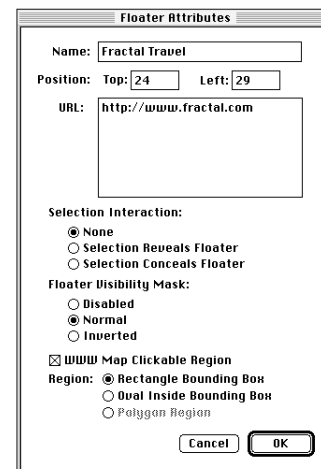 Floater Attributes
Name: Fractal Travel
Position: Top: 24 Left: 29
URL: http://www.fractal.com
Selection Interaction:
None
Selection Reveals Floater
Selection Conceals Floater
Floater Visibility Mask:
Disabled
Normal
Inverted
WWW Map Clickable Region
Region: Rectangle Bounding Box
Oval Inside Bounding Box
Polygon Region
Cancel OK